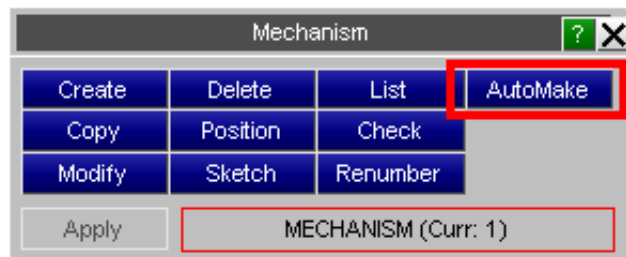 Mechanism ? X
Create Delete List AutoMake
Copy Position Check
Modify Sketch Renumber
Apply MECHANISM (Curr: 1)